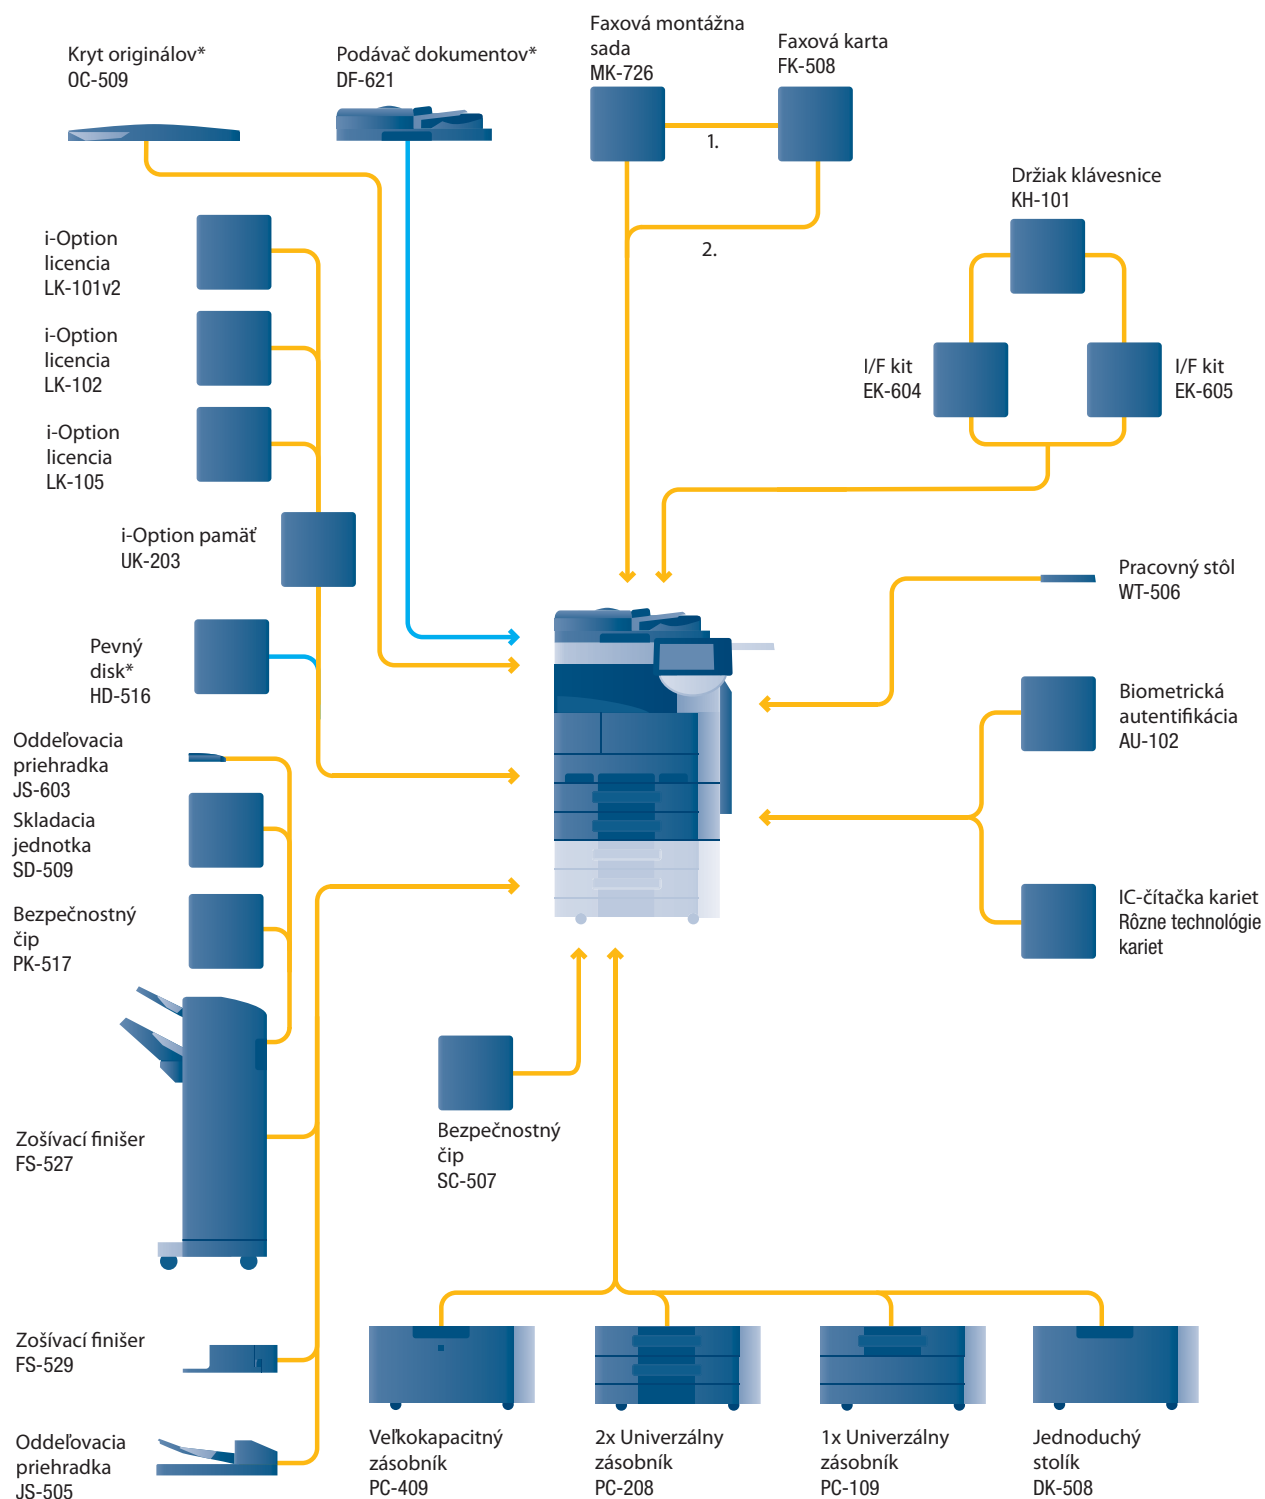 Kryt originálov*
OC-509
Podávač dokumentov*
DF-621
Faxová montážna
sada
MK-726
Faxová karta
FK-508
1.
2.
Držiak klávesnice
KH-101
I/F kit
EK-604
I/F kit
EK-605
i-Option
licencia
LK-101v2
i-Option
licencia
LK-102
i-Option
licencia
LK-105
i-Option pamäť
UK-203
Pevný
disk*
HD-516
Pracovný stôl
WT-506
Biometrická
autentifikácia
AU-102
IC-čítačka kariet
Rôzne technológie
kariet
Oddeľovacia
priehradka
JS-603
Skladacia
jednotka
SD-509
Bezpečnostný
čip
PK-517
Zošívací finišer
FS-527
Bezpečnostný
čip
SC-507
Zošívací finišer
FS-529
Oddeľovacia
priehradka
JS-505
Veľkokapacitný
zásobník
PC-409
2x Univerzálny
zásobník
PC-208
1x Univerzálny
zásobník
PC-109
Jednoduchý
stolík
DK-508